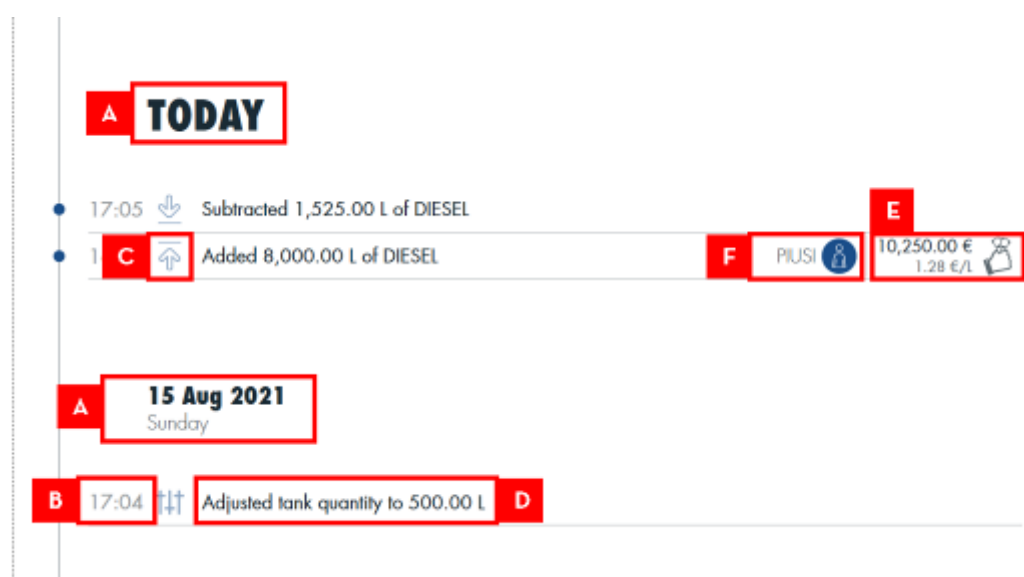 A TODAY
17:05 Subtracted 1,525.00 L of DIESEL
E
1 C Added 8,000.00 L of DIESEL F PIUSI 10,250.00 €
1.28 €/L
A 15 Aug 2021
Sunday
B 17:04 Adjusted tank quantity to 500.00 L D